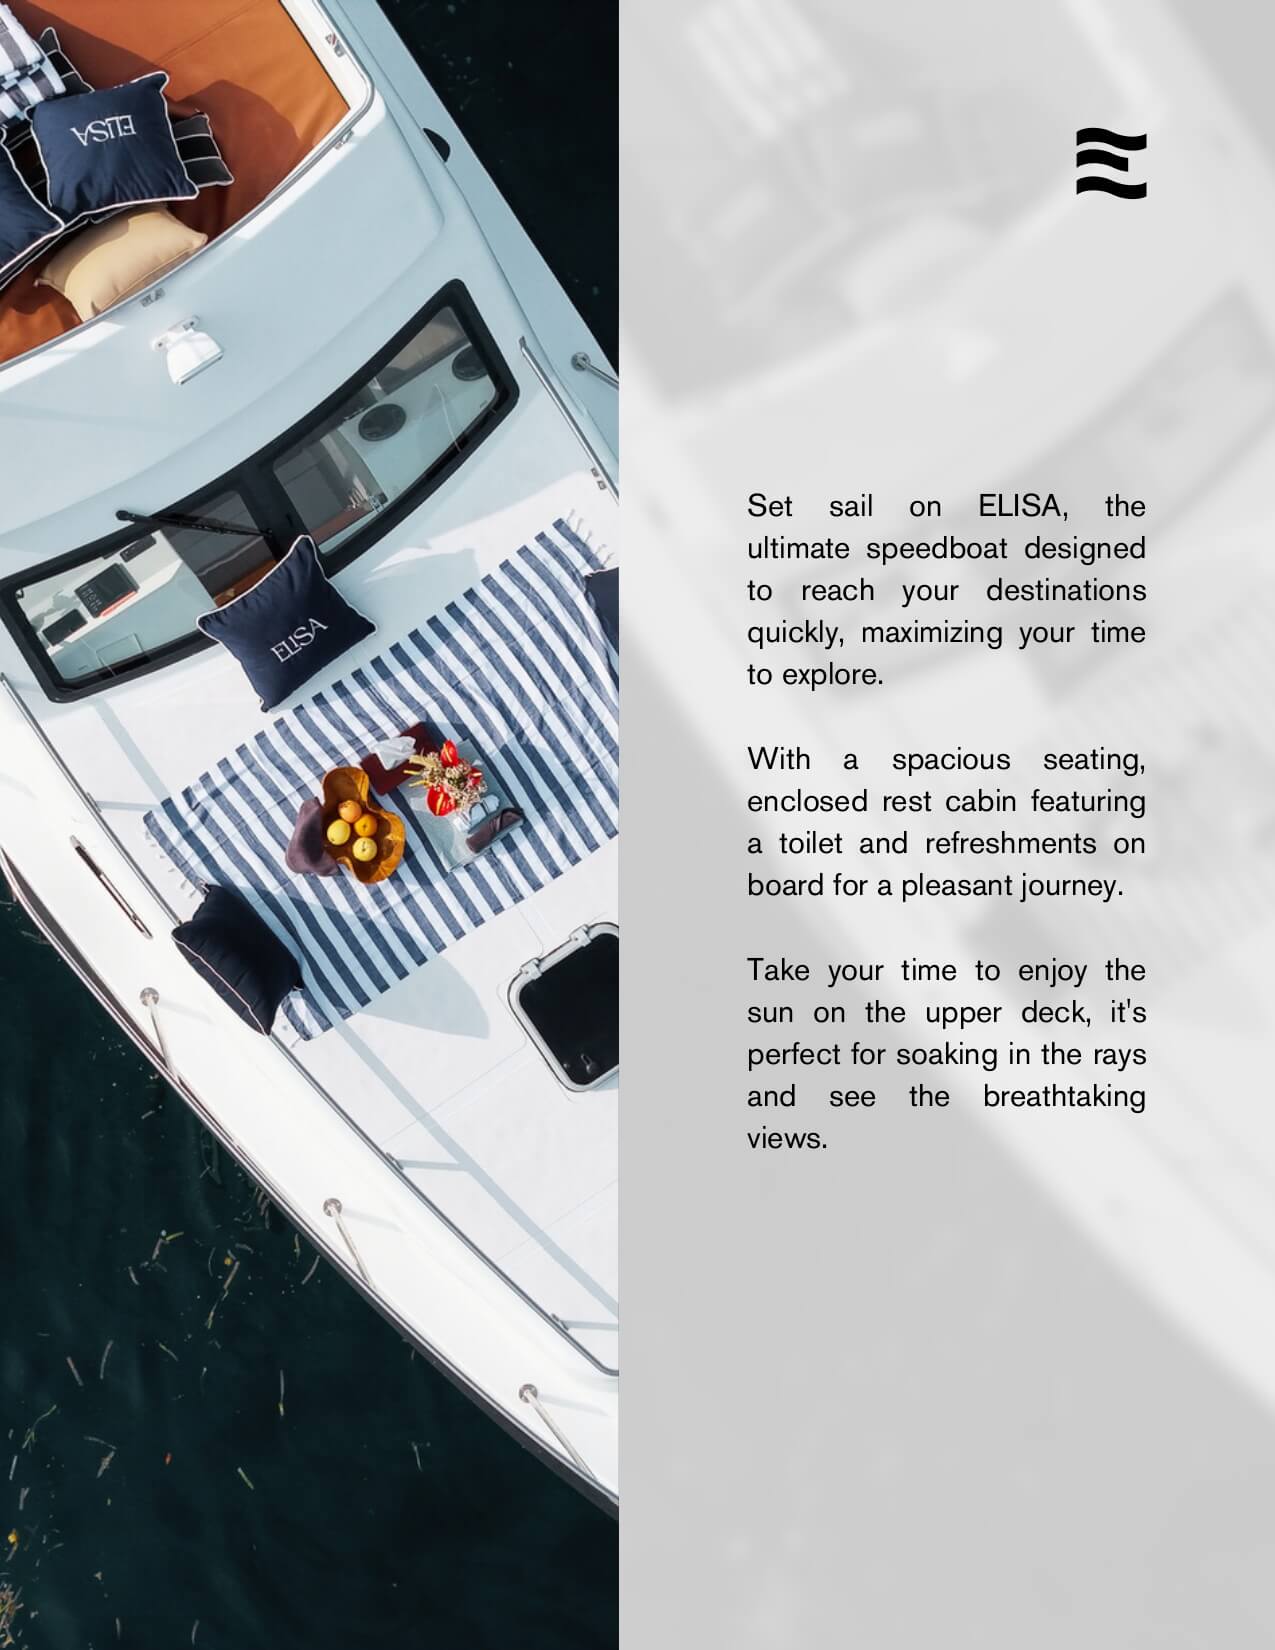 ELISA
ELISA
Set sail on ELISA, the
ultimate speedboat designed
to reach your destinations
quickly, maximizing your time
to explore.
With a spacious seating,
enclosed rest cabin featuring
a toilet and refreshments on
board for a pleasant journey.
Take your time to enjoy the
sun on the upper deck, it's
perfect for soaking in the rays
and see the breathtaking
views.